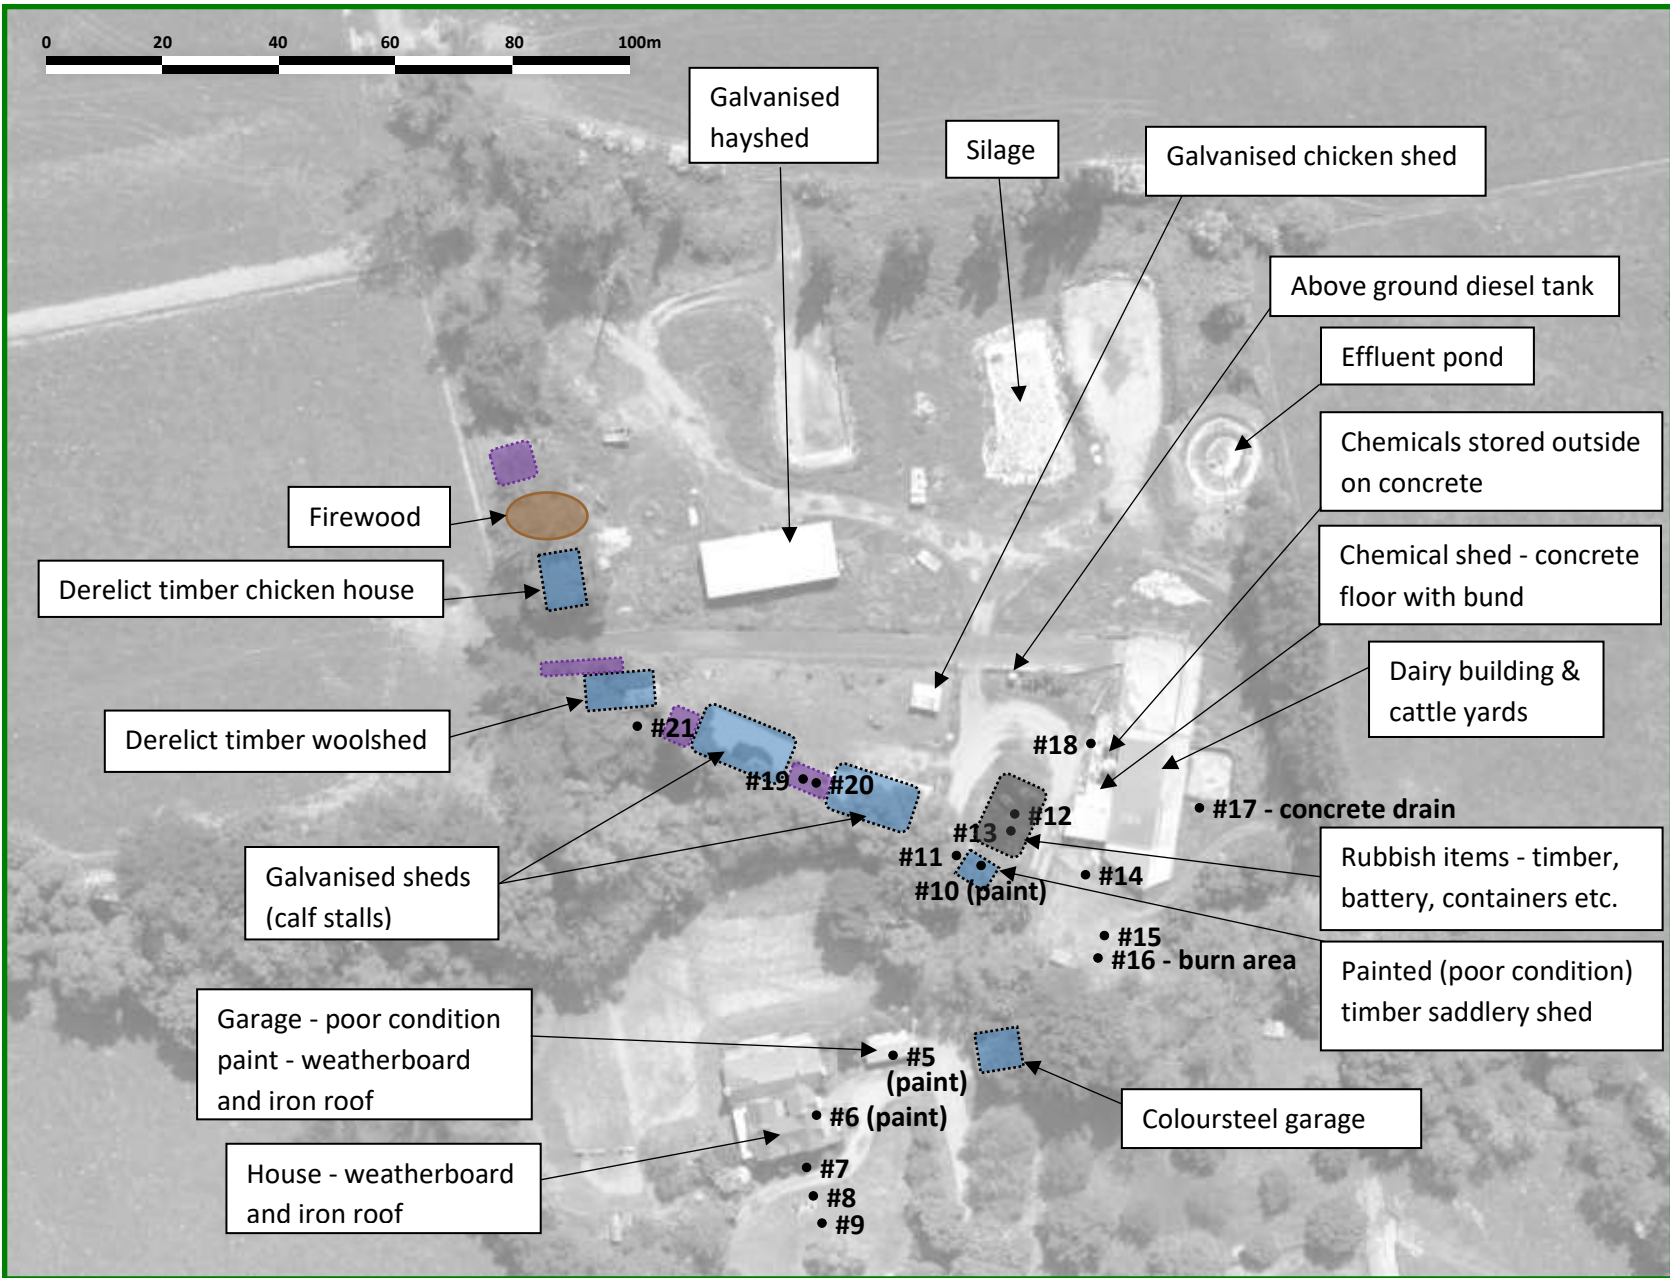 0 20 40 60 80 100m
Galvanised
hayshed
Silage
Galvanised chicken shed
Above ground diesel tank
Effluent pond
Chemicals stored outside
on concrete
Firewood
Chemical shed - concrete
floor with bund
Derelict timber chicken house
Dairy building &
cattle yards
Derelict timber woolshed
#21
#18
#19
#20
#17 - concrete drain
#12
#13
#11
#10 (paint)
#14
Rubbish items - timber,
battery, containers etc.
Galvanised sheds
(calf stalls)
#15
#16 - burn area
Painted (poor condition)
timber saddlery shed
Garage - poor condition
paint - weatherboard
and iron roof
#5
(paint)
#6 (paint)
Coloursteel garage
House - weatherboard
and iron roof
#7
#8
#9